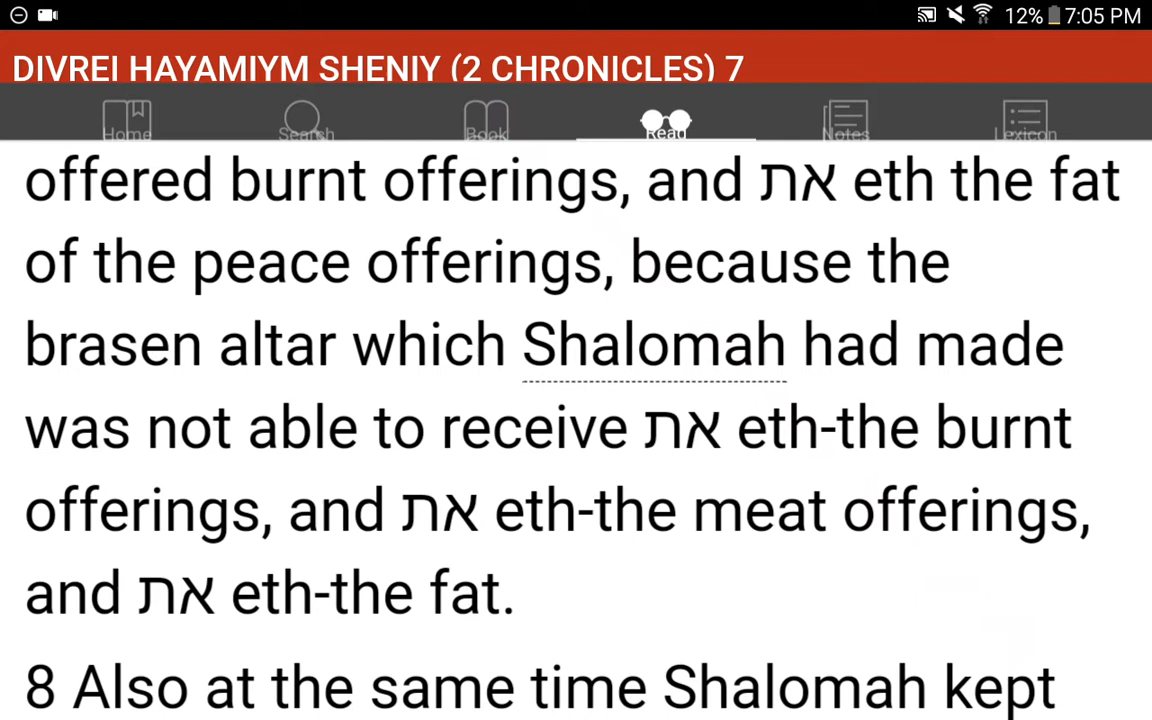 12% 7:05 PM
DIVREI HAYAMIYM SHENIY (2 CHRONICLES) 7
Home Search Book Read Notes Lexicon
offered burnt offerings, and את eth the fat
of the peace offerings, because the
brasen altar which Shalomah had made
was not able to receive את eth-the burnt
offerings, and את eth-the meat offerings,
and את eth-the fat.
8 Also at the same time Shalomah kept